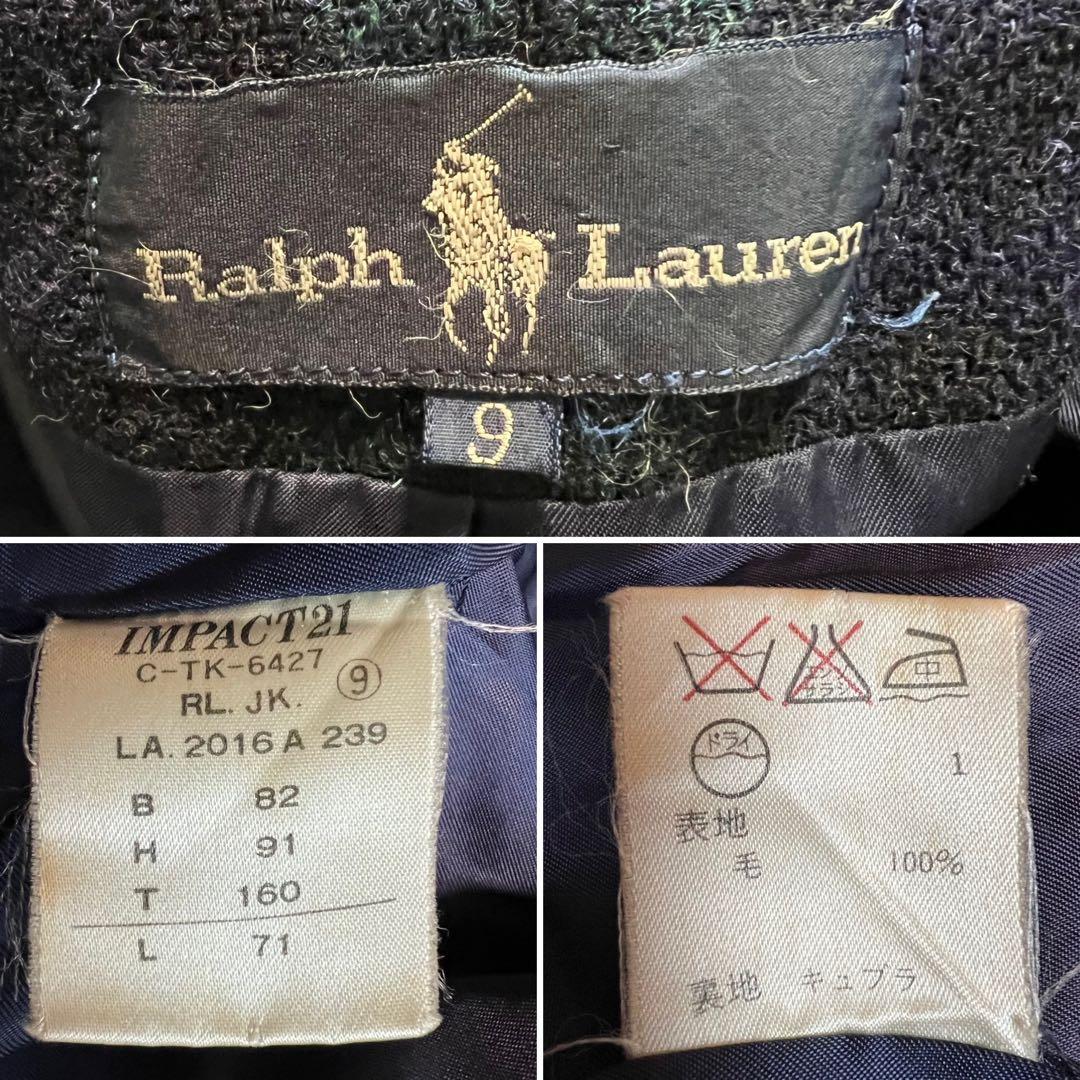 Ralph Lauren
9
IMPACT21
C-TK-6427
RL. JK. ⑨
LA. 2016 A 239
B 82
H 91
T 160
L 71
中
ドライ
1
表地
毛 100%
裏地 キュプラ